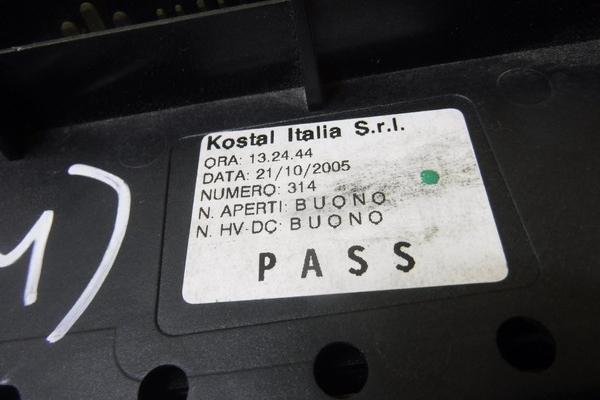 Kostal Italia S.r.l.
ORA: 13.24.44
DATA: 21/10/2005
NUMERO: 314
N. APERTI: BUONO
N. HV-DC: BUONO
PASS
M)